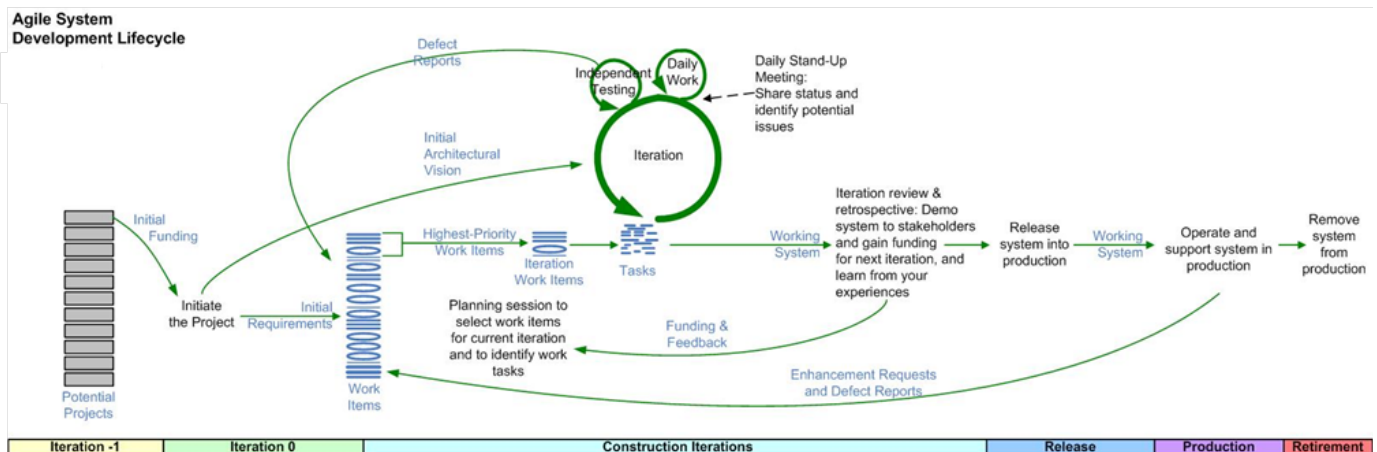 Agile System
Development Lifecycle
Defect
Reports
Independent
Testing
Daily
Work
Daily Stand-Up
Meeting:
Share status and
identify potential
issues
Initial
Architectural
Vision
Iteration
Initial
Funding
Highest-Priority
Work Items
Iteration
Work Items
Tasks
Working
System
Iteration review &
retrospective: Demo
system to stakeholders
and gain funding
for next iteration, and
learn from your
experiences
Release
system into
production
Working
System
Operate and
support system in
production
Remove
system
from
production
Initiate
the Project
Initial
Requirements
Planning session to
select work items
for current iteration
and to identify work
tasks
Funding &
Feedback
Enhancement Requests
and Defect Reports
Potential
Projects
Work
Items
Iteration -1
Iteration 0
Construction Iterations
Release
Production
Retirement